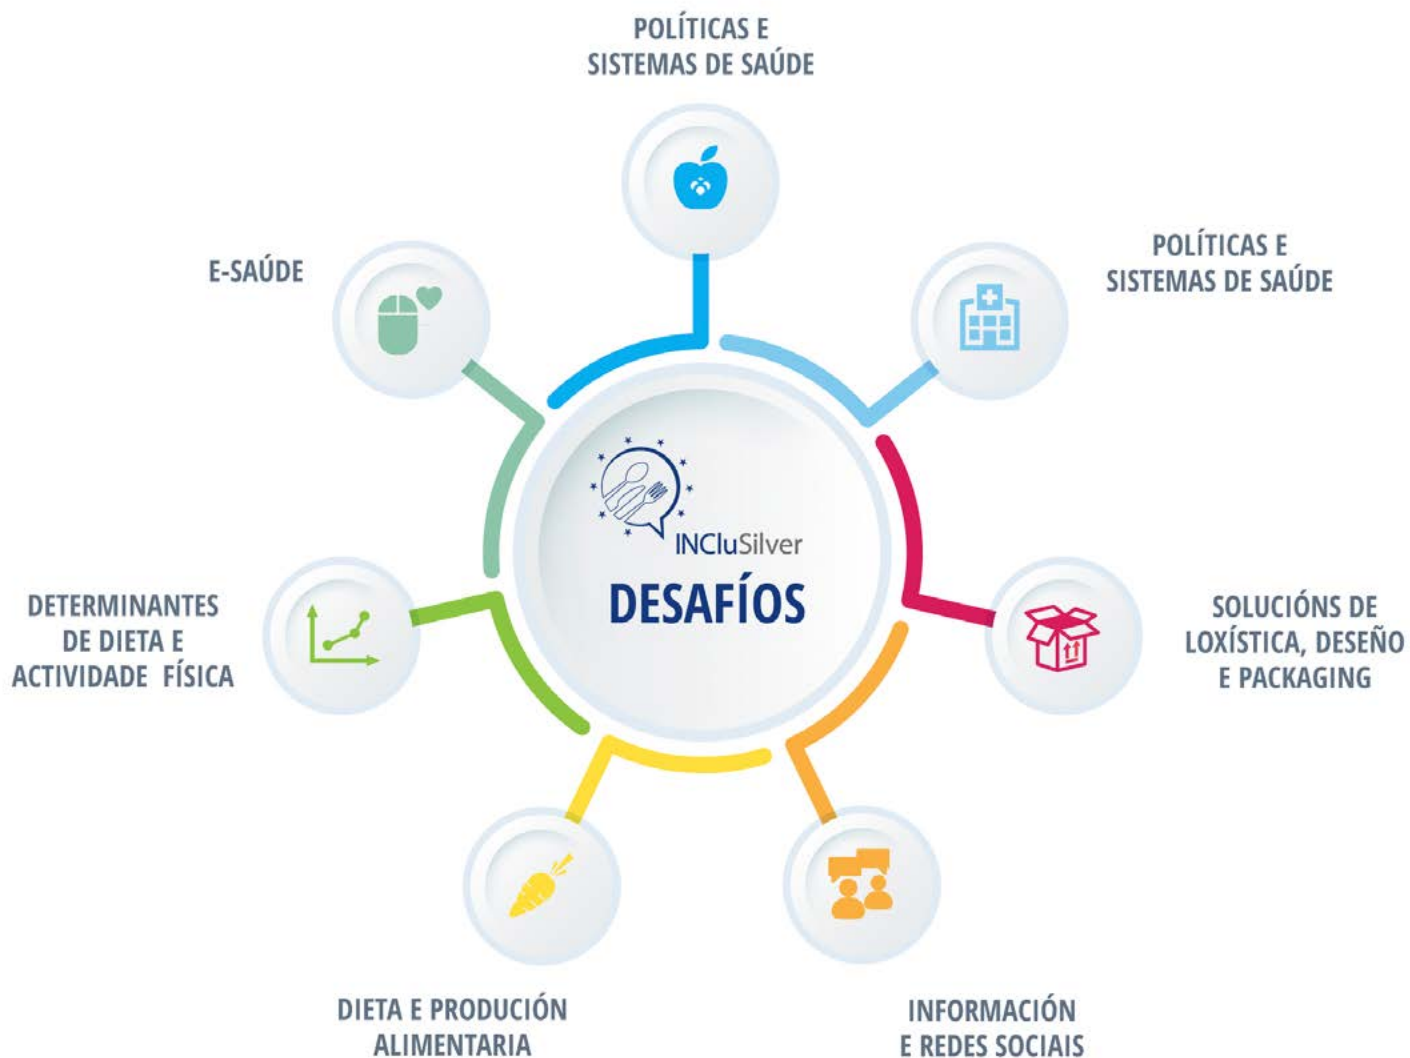 POLÍTICAS E
SISTEMAS DE SAÚDE
E-SAÚDE
POLÍTICAS E
SISTEMAS DE SAÚDE
INCluSilver
DESAFÍOS
DETERMINANTES
DE DIETA E
ACTIVIDADE FÍSICA
SOLUCIÓNS DE
LOXÍSTICA, DESEÑO
E PACKAGING
DIETA E PRODUCIÓN
ALIMENTARIA
INFORMACIÓN
E REDES SOCIAIS